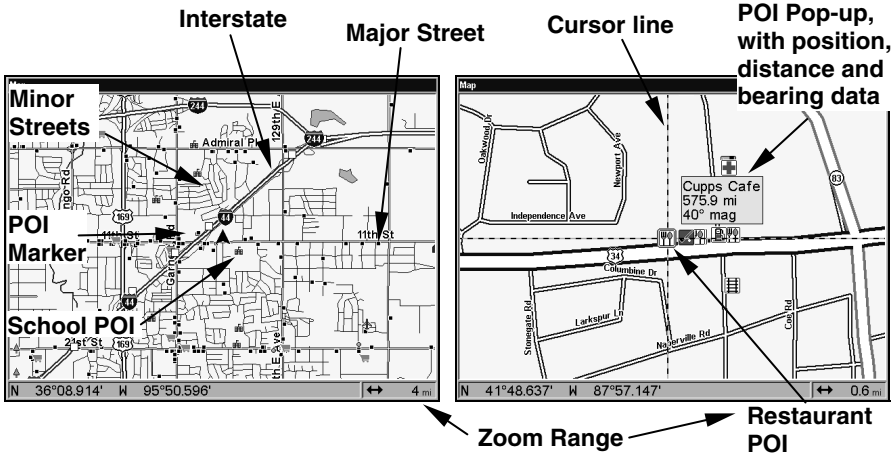 Interstate
Major Street
Cursor line
POI Pop-up,
with position,
distance and
bearing data
Minor
Streets
POI
Marker
School POI
244
129th E
Admiral Pl
244
169
44
11th St
11th St
44
21st St
169
th E. Ave
N 36°08.914' W 95°50.596' 4 mi
Map
Oakwood Dr
Newport Ave
83
Cupps Cafe
575.9 mi
40° mag
Independence Ave
34
Columbine Dr
Stonegate Rd
Larkspur Ln
Naperville Rd
Coe Rd
N 41°48.637' W 87°57.147' 0.6 mi
Zoom Range
Restaurant
POI